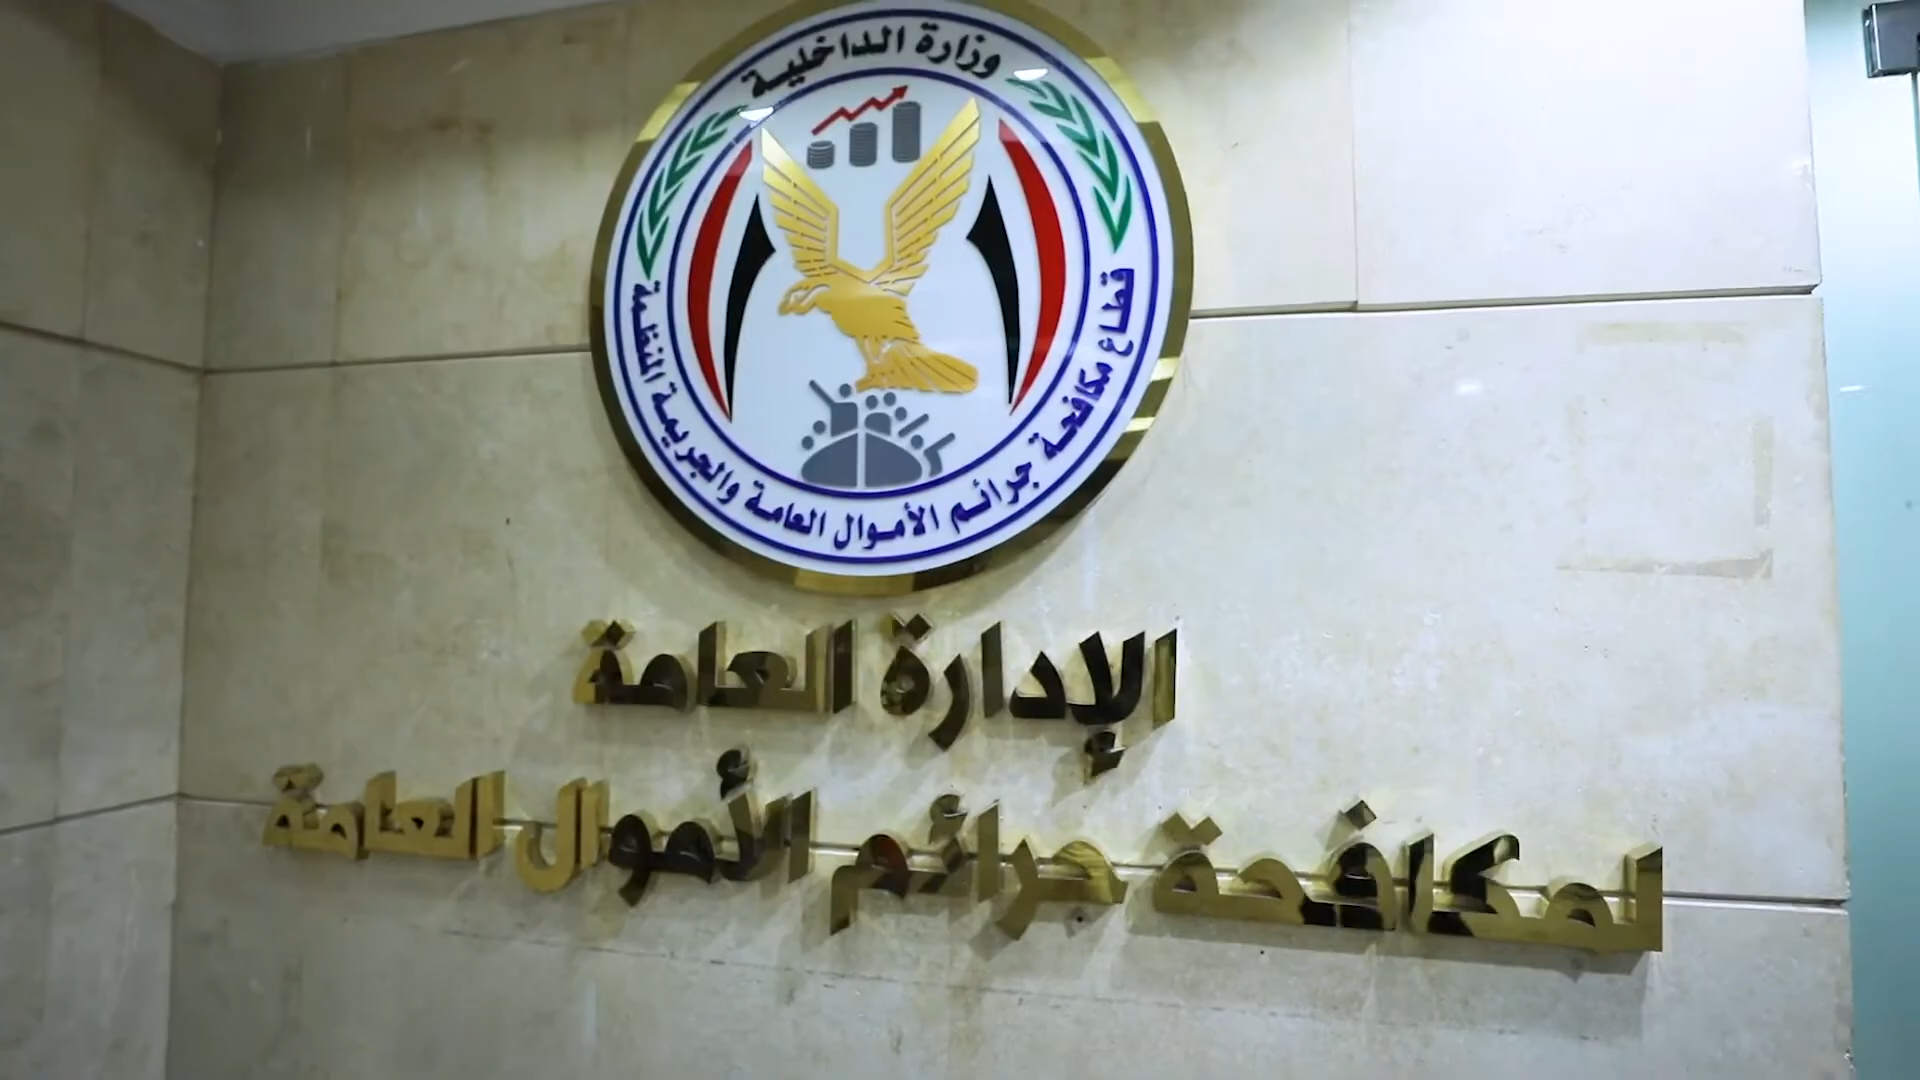 وزارة الداخلية
قطاع مكافحة جرائم الأموال العامة والجريمة المنظمة
الإدارة العامة
لمكافحة جرائم الأموال العامة